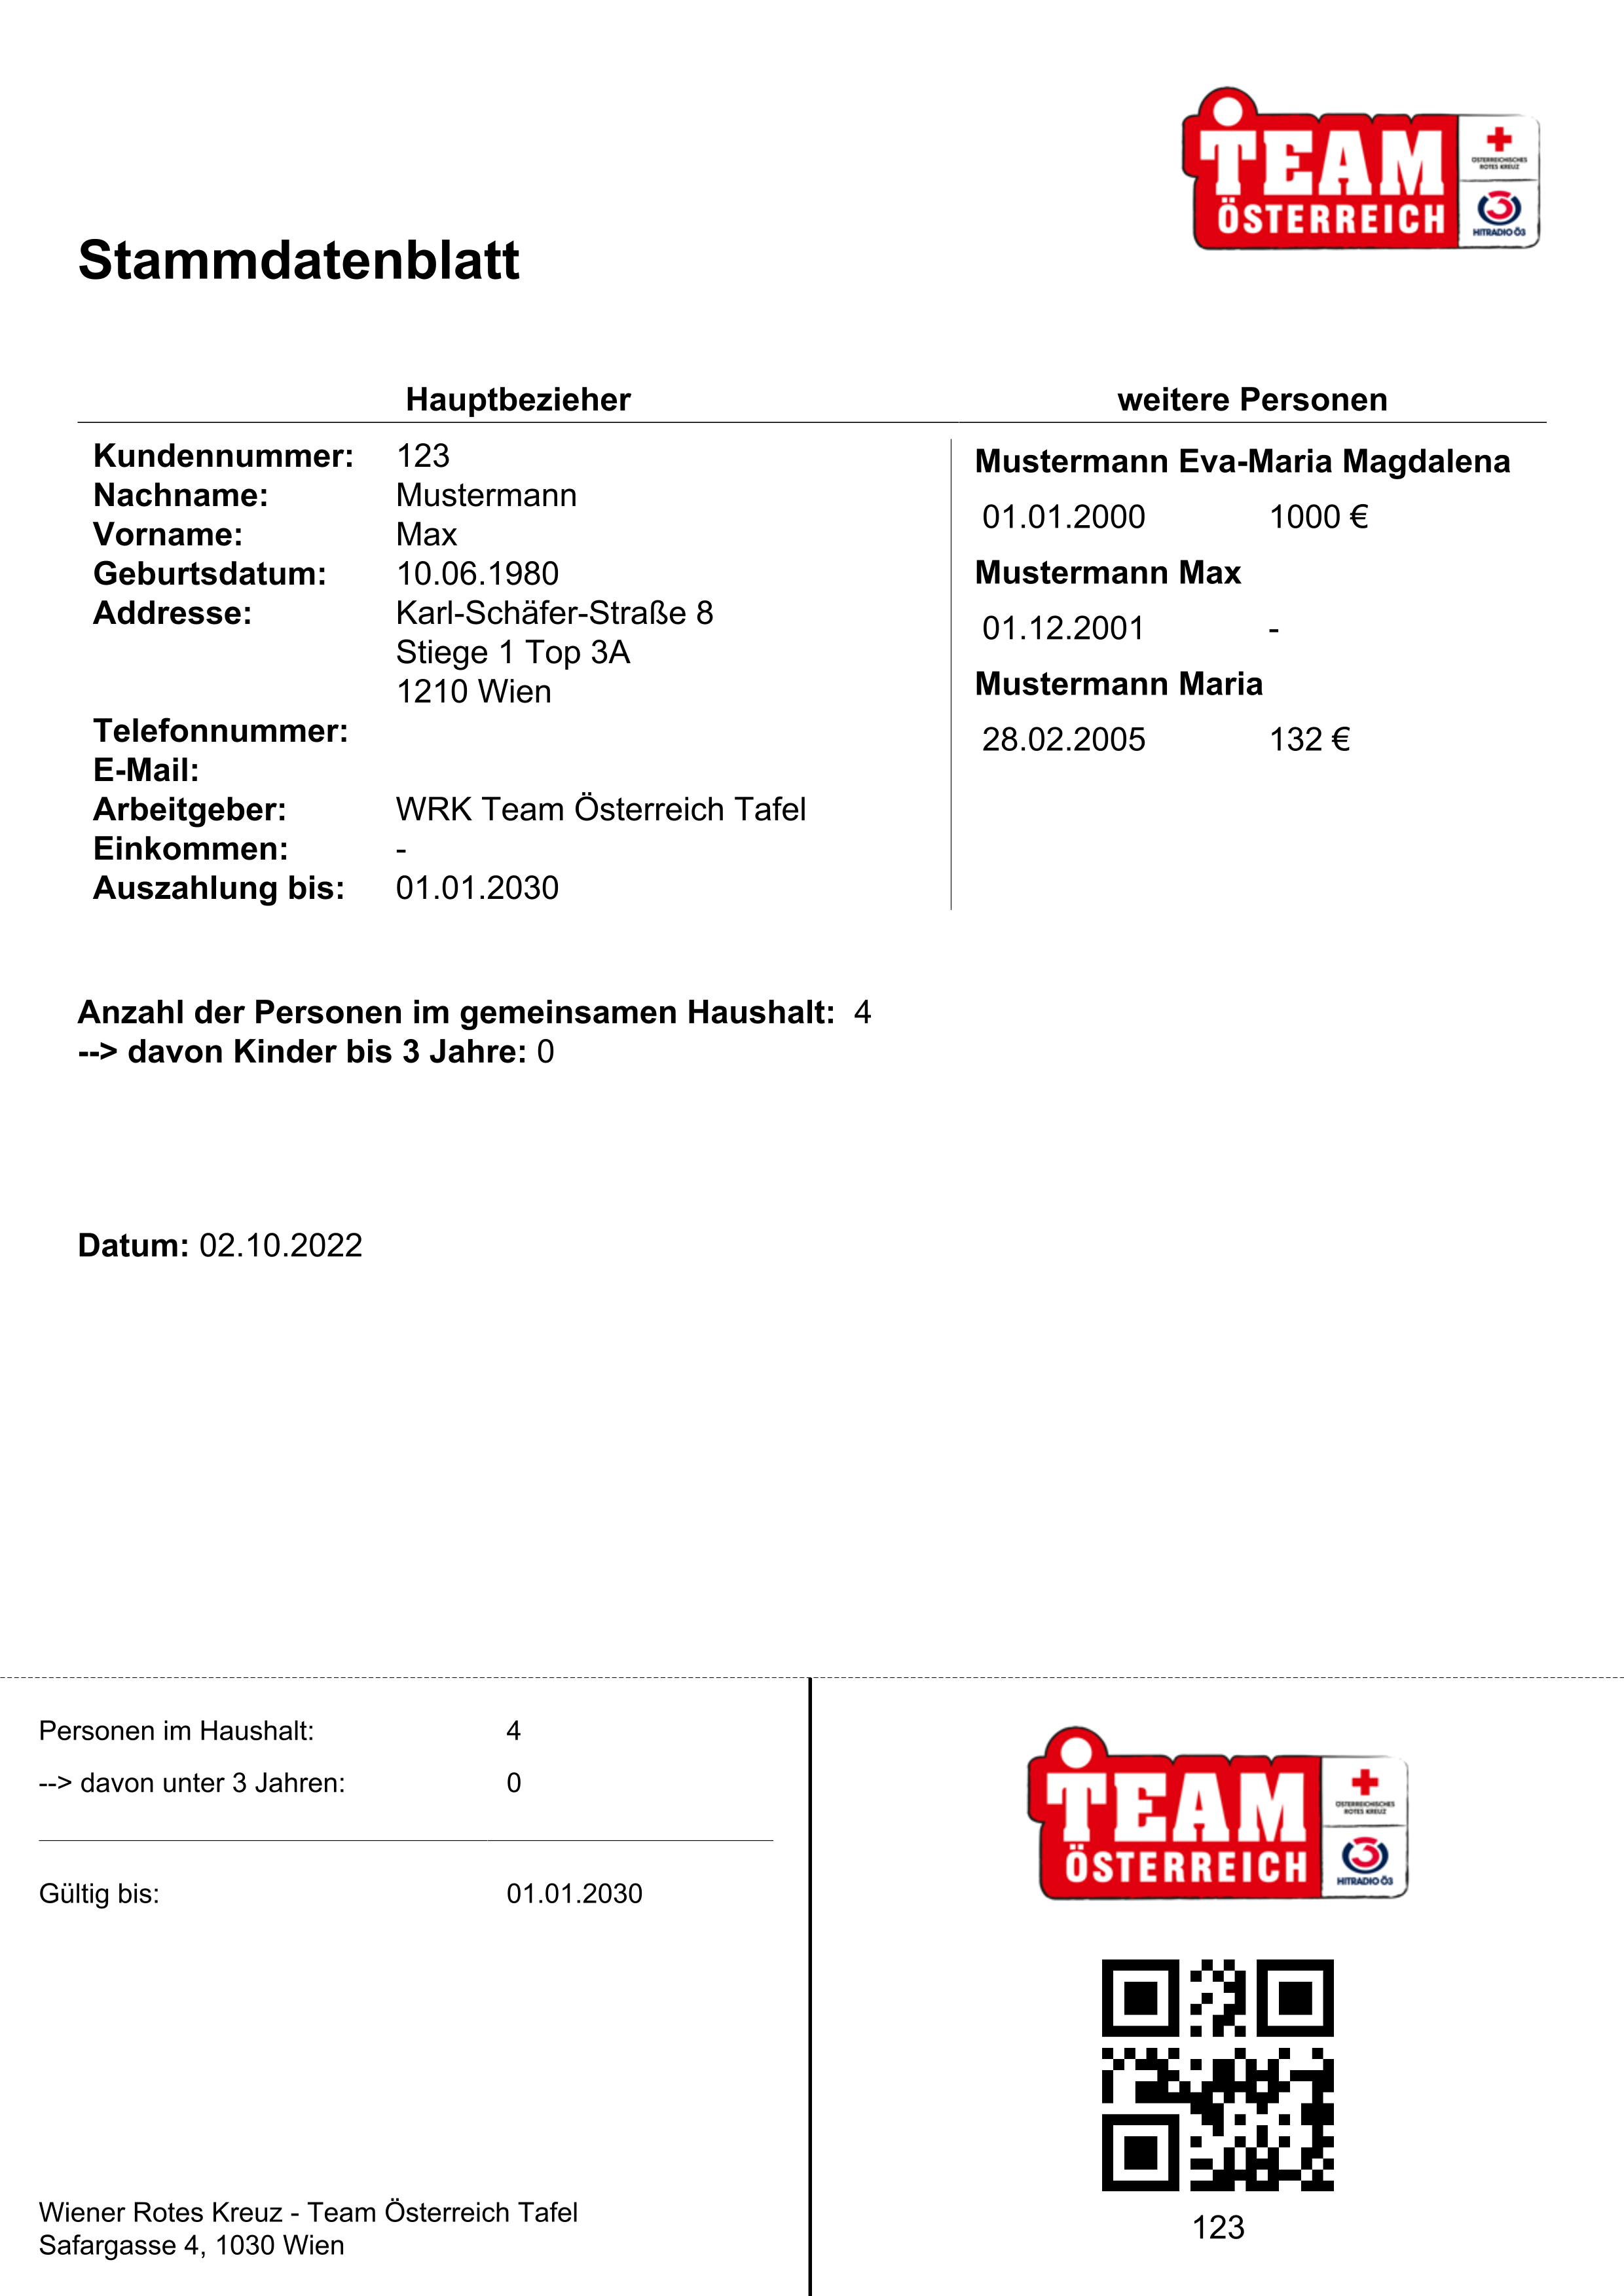 TEAM
ÖSTERREICH
ÖSTERREICHISCHES
ROTES KREUZ
HITRADIO Ö3
Stammdatenblatt
Hauptbezieher
Kundennummer: 123
Nachname: Mustermann
Vorname: Max
Geburtsdatum: 10.06.1980
Addresse: Karl-Schäfer-Straße 8
Stiege 1 Top 3A
1210 Wien
Telefonnummer:
E-Mail:
Arbeitgeber: WRK Team Österreich Tafel
Einkommen: -
Auszahlung bis: 01.01.2030
weitere Personen
Mustermann Eva-Maria Magdalena
01.01.2000 1000 €
Mustermann Max
01.12.2001 -
Mustermann Maria
28.02.2005 132 €
Anzahl der Personen im gemeinsamen Haushalt: 4
--> davon Kinder bis 3 Jahre: 0
Datum: 02.10.2022
Personen im Haushalt: 4
--> davon unter 3 Jahren: 0
Gültig bis: 01.01.2030
Wiener Rotes Kreuz - Team Österreich Tafel
Safargasse 4, 1030 Wien
TEAM
ÖSTERREICH
ÖSTERREICHISCHES
ROTES KREUZ
HITRADIO Ö3
123